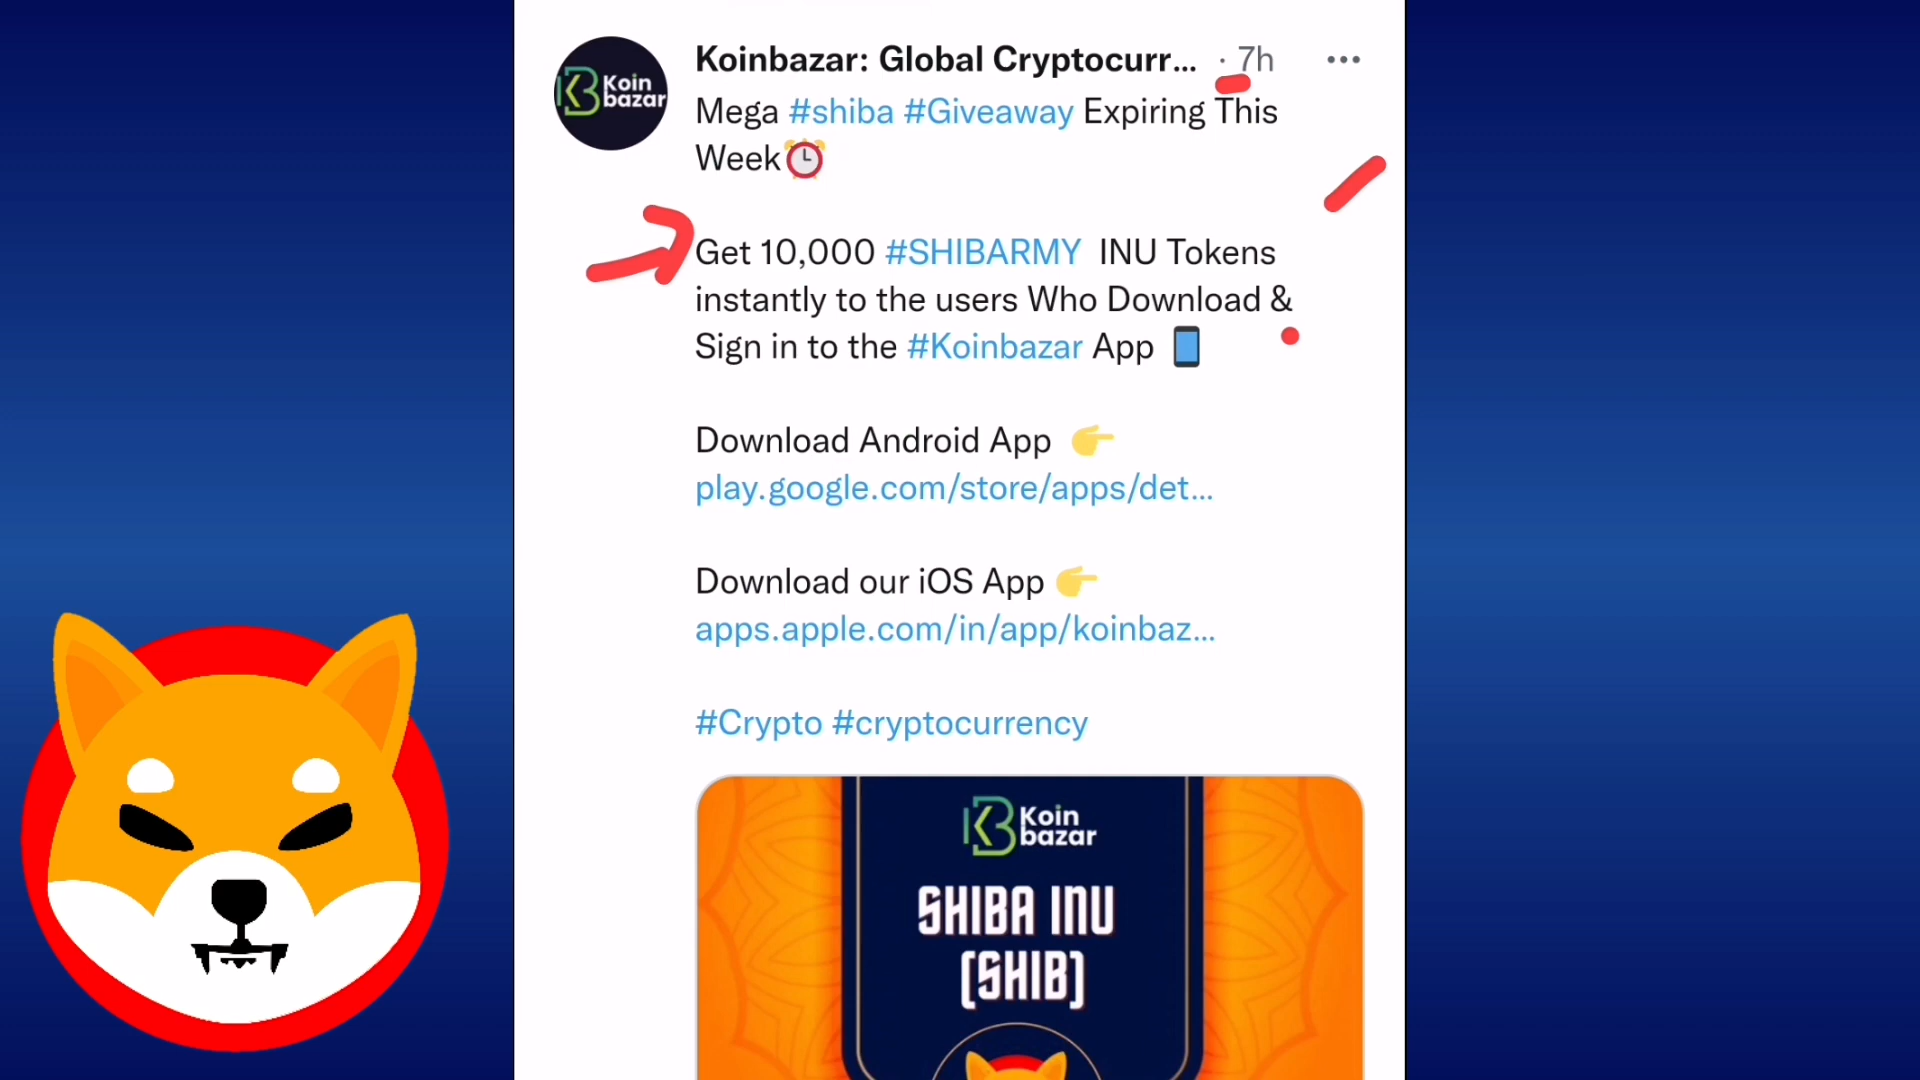 Koin
bazar
Koinbazar: Global Cryptocurr... · 7h
Mega #shiba #Giveaway Expiring This
Week⏰
Get 10,000 #SHIBARMY INU Tokens
instantly to the users Who Download &
Sign in to the #Koinbazar App 📱
Download Android App 👉
play.google.com/store/apps/det...
Download our iOS App 👉
apps.apple.com/in/app/koinbaz...
#Crypto #cryptocurrency
Koin
bazar
SHIBA INU
(SHIB)